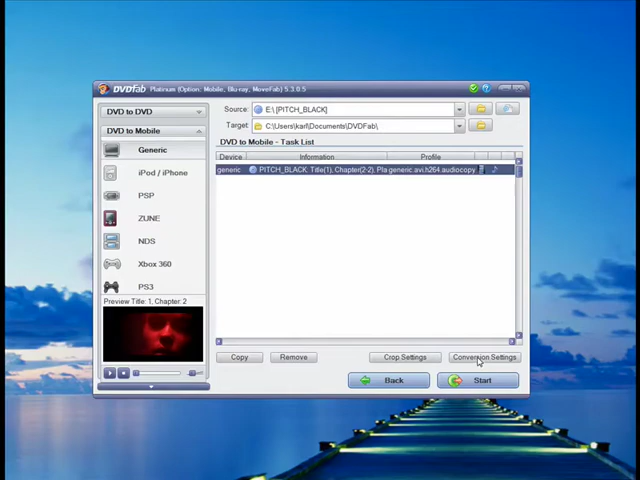 DVDFab Platinum (Option: Mobile, Blu-ray, MoveFab) 5.3.0.5
DVD to DVD
DVD to Mobile
Generic
iPod / iPhone
PSP
ZUNE
NDS
Xbox 360
PS3
Preview Title: 1, Chapter: 2
Source: E:\ [PITCH_BLACK]
Target: C:\Users\karl\Documents\DVDFab\
DVD to Mobile - Task List
Device Information Profile
generic PITCH_BLACK, Title(1), Chapter(2-2), Pla generic.avi.h264.audiocopy
Copy Remove Crop Settings Conversion Settings
Back Start